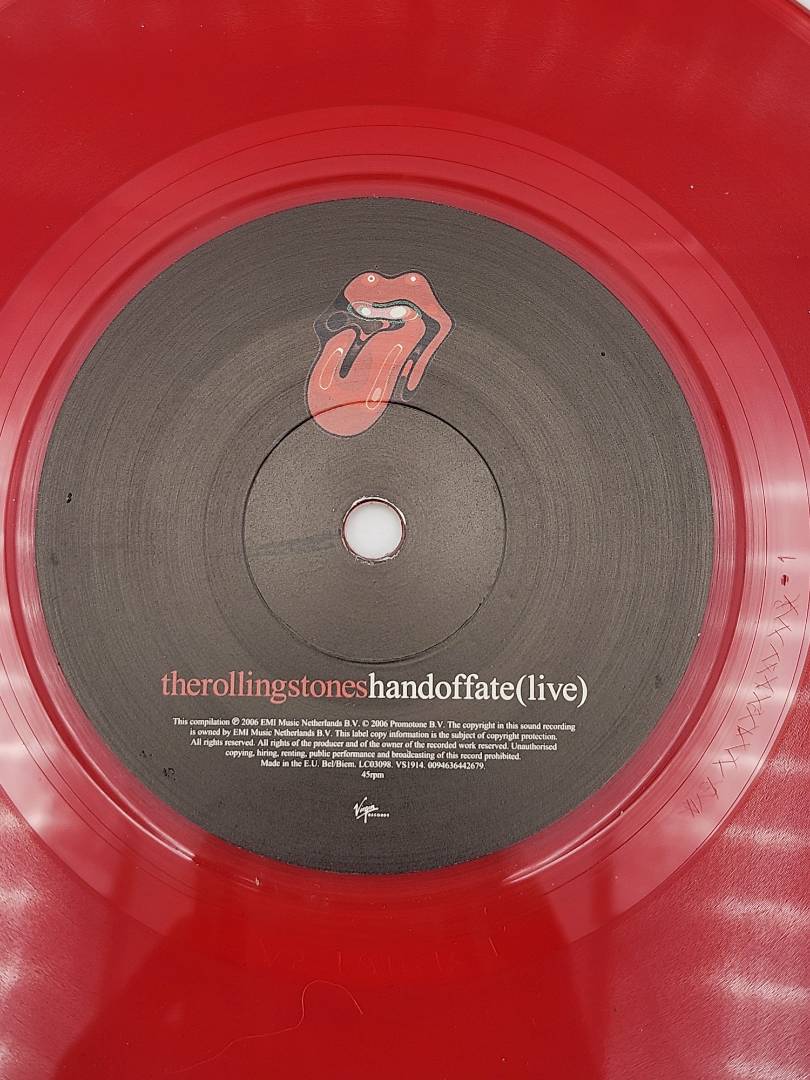 therollingstoneshandoffate(live)
This compilation ℗ 2006 EMI Music Netherlands B.V. © 2006 Promotone B.V. The copyright in this sound recording
is owned by EMI Music Netherlands B.V. This label copy information is the subject of copyright protection.
All rights reserved. All rights of the producer and of the owner of the recorded work reserved. Unauthorised
copying, hiring, renting, public performance and broadcasting of this record prohibited.
Made in the E.U. Bel/Biem. LC03098. VS1914. 0094636442679.
45rpm
Virgin
RECORDS